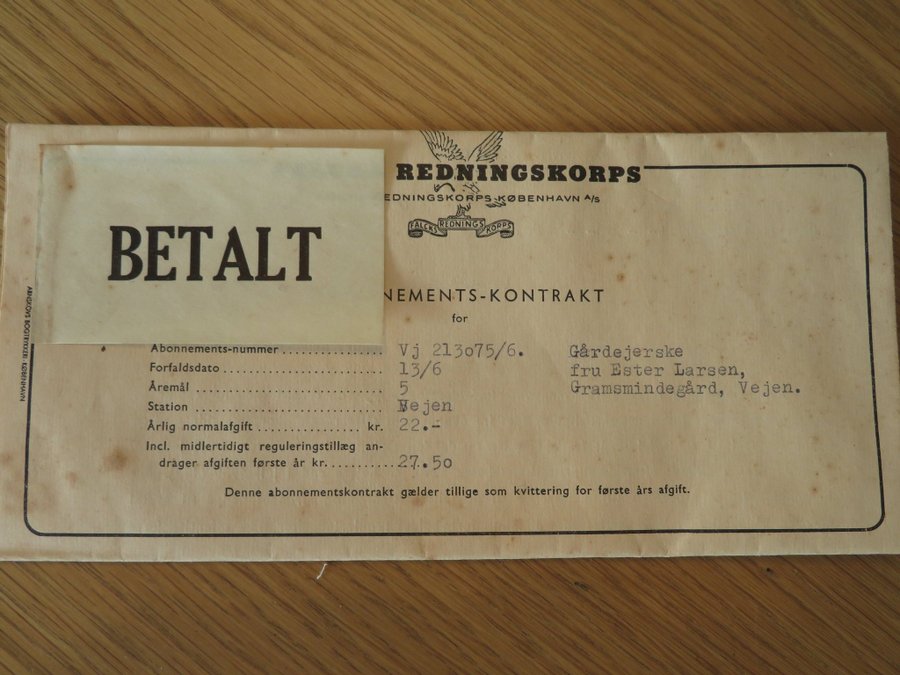 REDNINGSKORPS
EDNINGSKORPS KØBENHAVN A/S
FALCKS REDNINGS KORPS
BETALT
NEMENTS-KONTRAKT
for
Abonnements-nummer .............. Vj 213o75/6. Gårdejerske
Forfaldsdato .............. 13/6 fru Ester Larsen,
Åremål .............. 5 Gramsmindegård, Vejen.
Station .............. Vejen
Årlig normalafgift .............. kr. 22.-
Incl. midlertidigt reguleringstillæg an-
drager afgiften første år kr. .............. 27.50
Denne abonnementskontrakt gælder tillige som kvittering for første års afgift.